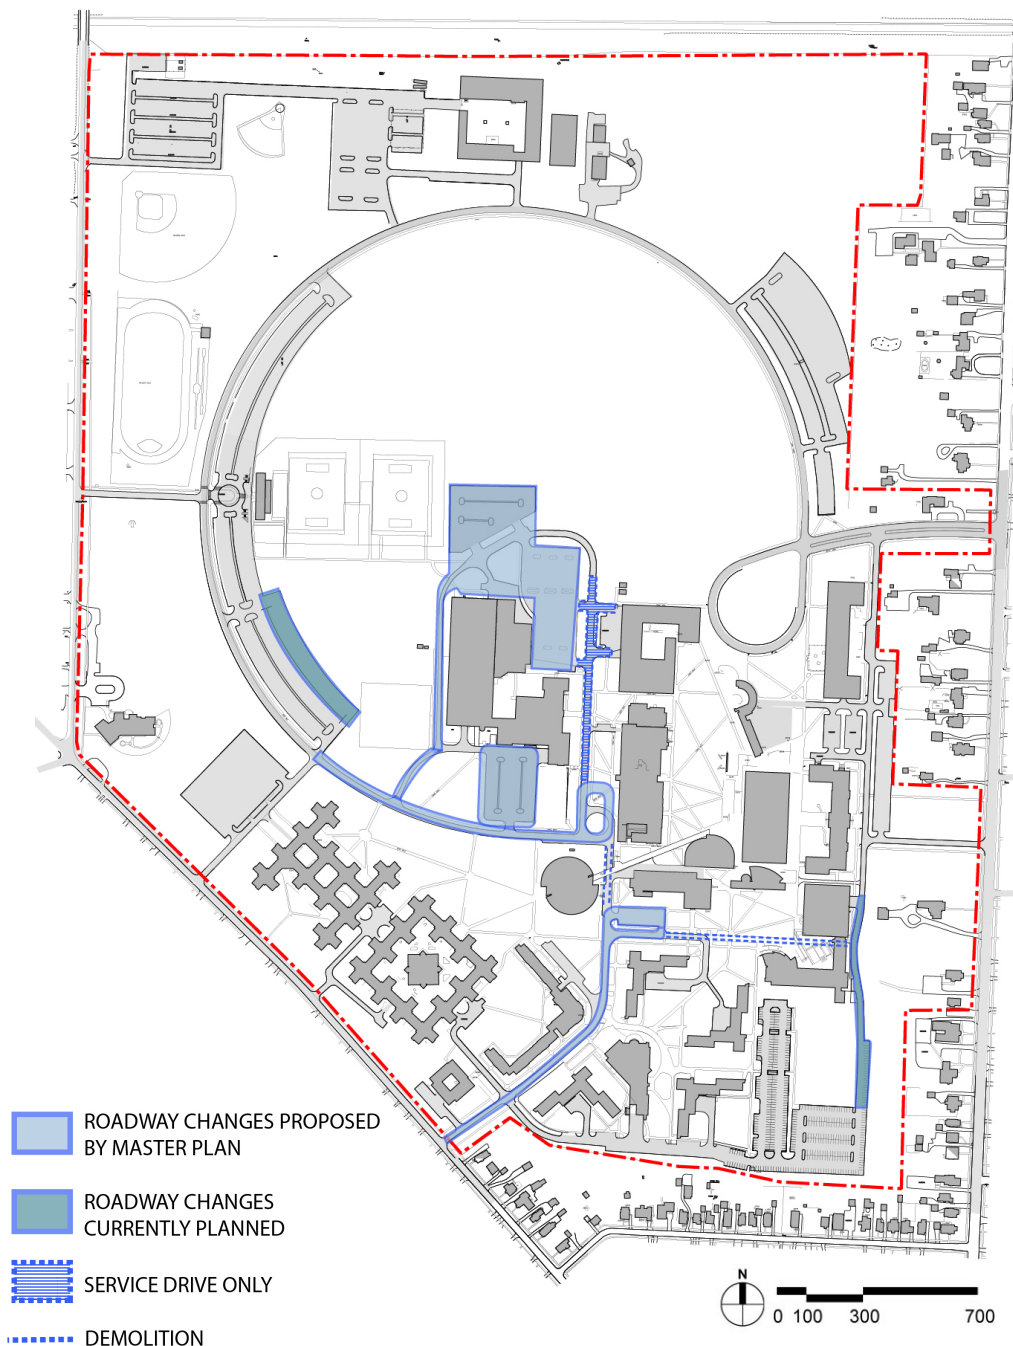 ROADWAY CHANGES PROPOSED
BY MASTER PLAN
ROADWAY CHANGES
CURRENTLY PLANNED
SERVICE DRIVE ONLY
DEMOLITION
N
0 100 300 700